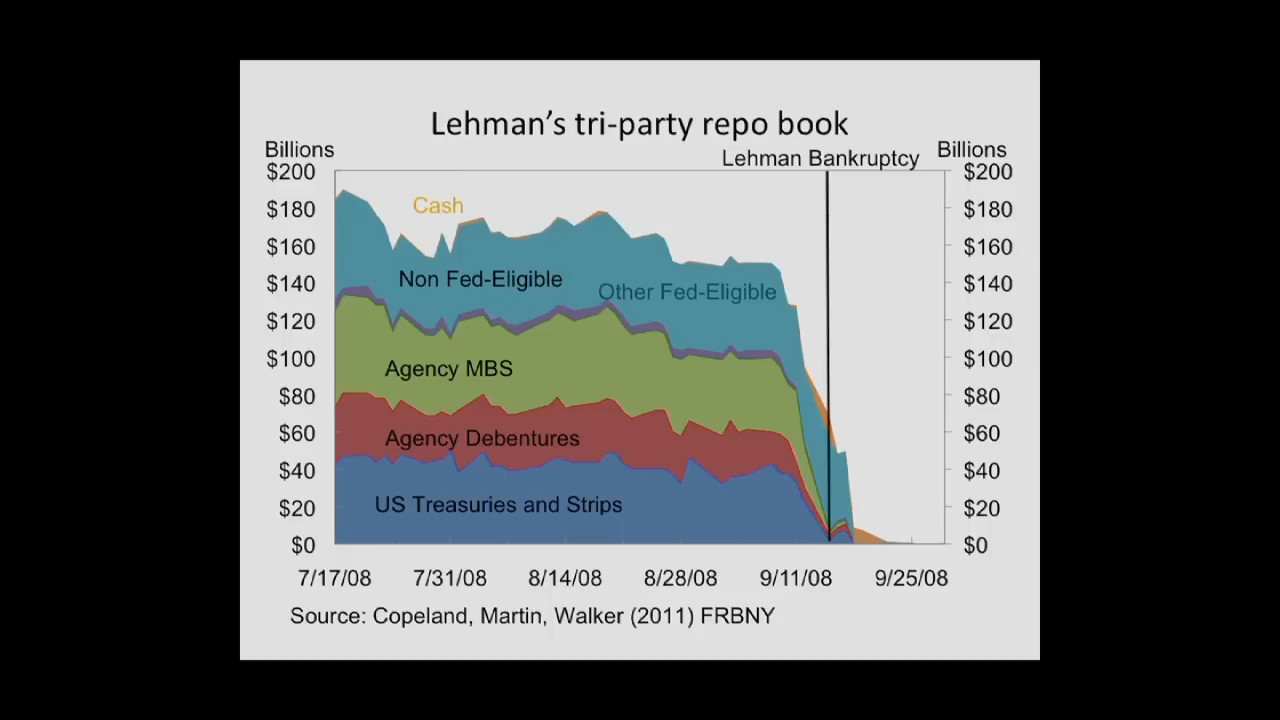 Lehman's tri-party repo book
Billions
Lehman Bankruptcy
Billions
$200
$180
$160
$140
$120
$100
$80
$60
$40
$20
$0
Cash
Non Fed-Eligible
Other Fed-Eligible
Agency MBS
Agency Debentures
US Treasuries and Strips
$200
$180
$160
$140
$120
$100
$80
$60
$40
$20
$0
7/17/08 7/31/08 8/14/08 8/28/08 9/11/08 9/25/08
Source: Copeland, Martin, Walker (2011) FRBNY